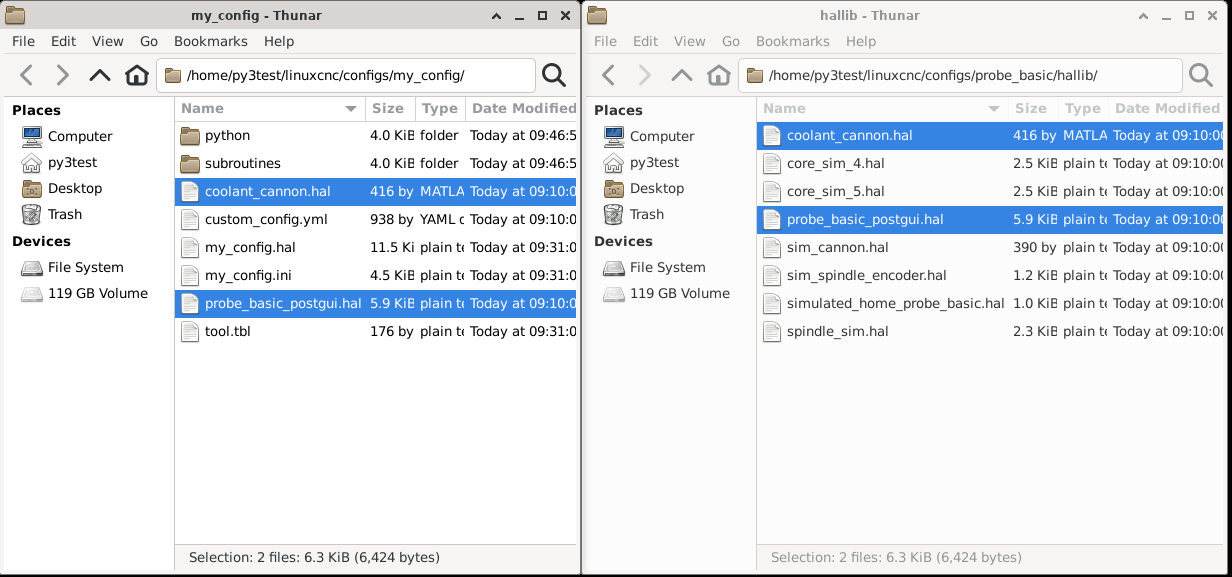 my_config - Thunar
File Edit View Go Bookmarks Help
/home/py3test/linuxcnc/configs/my_config/
Places
Computer
py3test
Desktop
Trash
Devices
File System
119 GB Volume
Name Size Type Date Modified
python 4.0 KiB folder Today at 09:46:5
subroutines 4.0 KiB folder Today at 09:46:5
coolant_cannon.hal 416 by MATLA Today at 09:10:0
custom_config.yml 938 by YAML d Today at 09:10:0
my_config.hal 11.5 Ki plain te Today at 09:31:0
my_config.ini 4.5 KiB plain te Today at 09:31:0
probe_basic_postgui.hal 5.9 KiB plain te Today at 09:10:0
tool.tbl 176 by plain te Today at 09:31:0
Selection: 2 files: 6.3 KiB (6,424 bytes)
hallib - Thunar
File Edit View Go Bookmarks Help
/home/py3test/linuxcnc/configs/probe_basic/hallib/
Places
Computer
py3test
Desktop
Trash
Devices
File System
119 GB Volume
Name Size Type Date Modified
coolant_cannon.hal 416 by MATLA Today at 09:10:00
core_sim_4.hal 2.5 KiB plain te Today at 09:10:00
core_sim_5.hal 2.5 KiB plain te Today at 09:10:00
probe_basic_postgui.hal 5.9 KiB plain te Today at 09:10:00
sim_cannon.hal 390 by plain te Today at 09:10:00
sim_spindle_encoder.hal 1.2 KiB plain te Today at 09:10:00
simulated_home_probe_basic.hal 1.0 KiB plain te Today at 09:10:00
spindle_sim.hal 2.3 KiB plain te Today at 09:10:00
Selection: 2 files: 6.3 KiB (6,424 bytes)